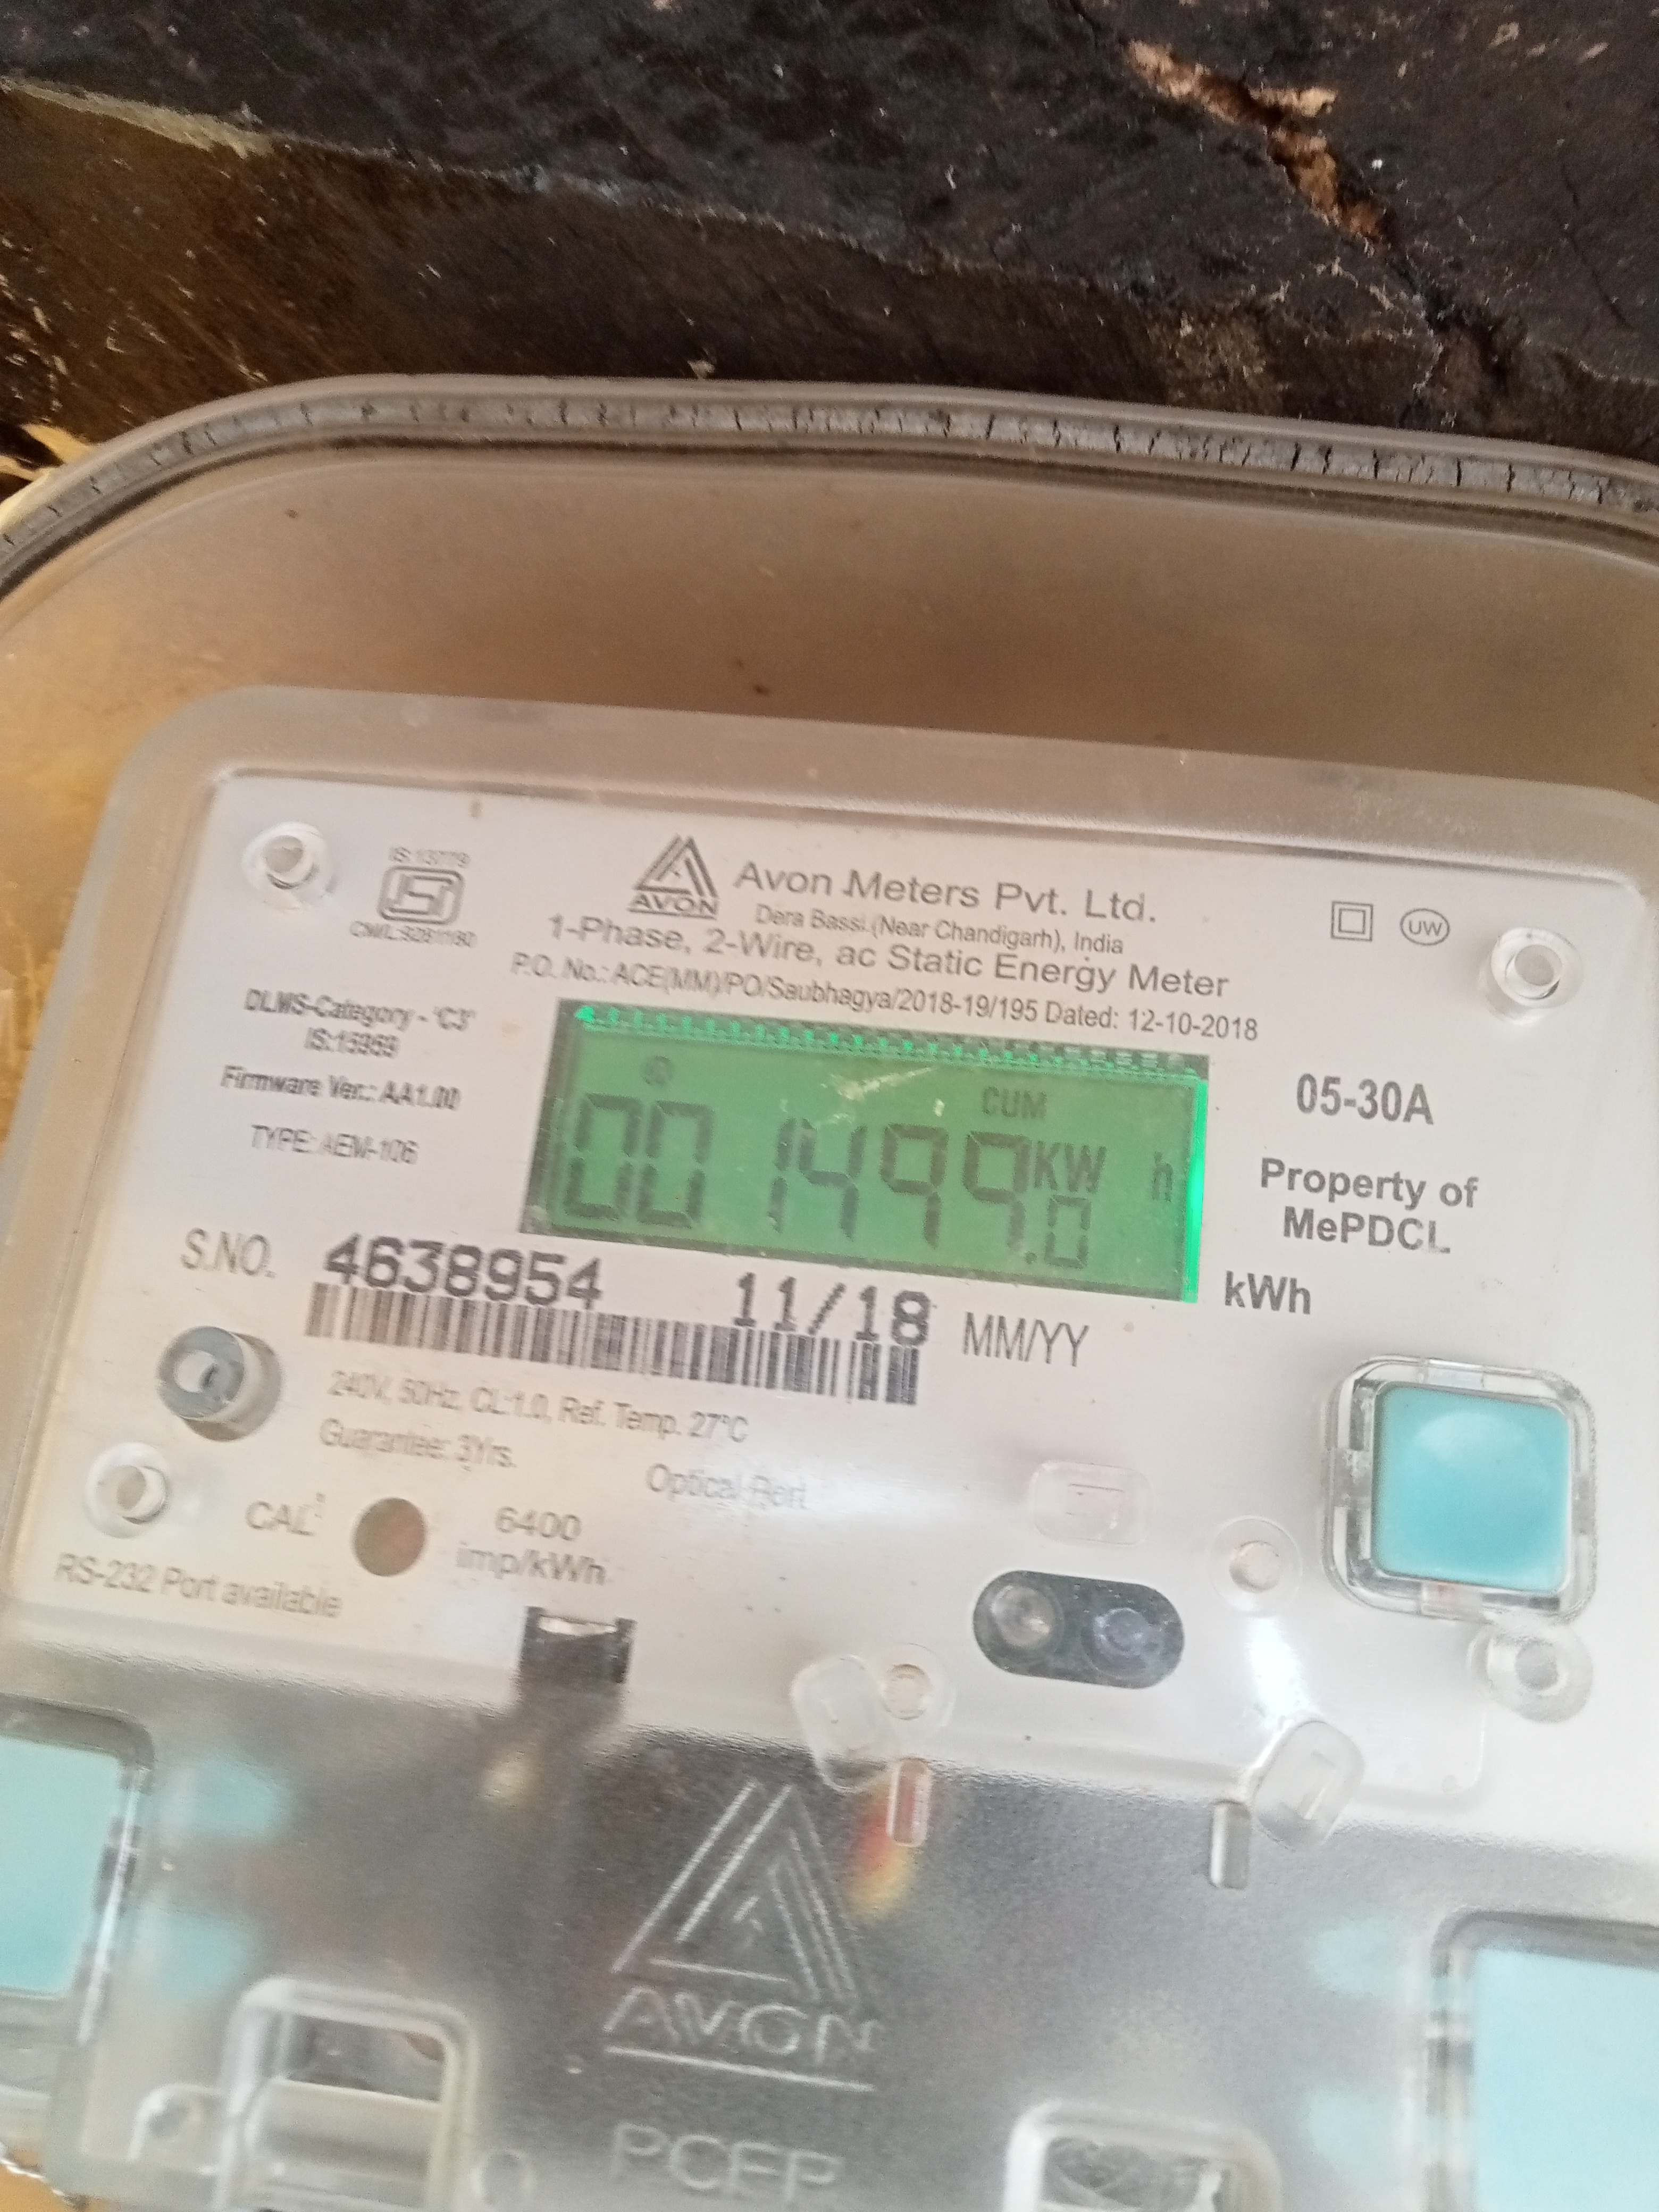 IS:13779
ISI
CM/L:9281180
AVON
Avon Meters Pvt. Ltd.
Dera Bassi (Near Chandigarh), India
1-Phase, 2-Wire, ac Static Energy Meter
P.O. No.: ACE(MM)/PO/Saubhagya/2018-19/195 Dated: 12-10-2018
UW
DLMS-Category - 'C3'
IS:15959
Firmware Ver.: AA1.00
TYPE: AEM-106
CUM
001499.0 KW h
05-30A
Property of
MePDCL
kWh
S.NO. 4638954 11/18 MM/YY
240V, 50Hz, CL:1.0, Ref. Temp. 27°C
Guarantee: 3Yrs.
Optical Port
CAL
6400
imp/kWh
RS-232 Port available
AVON